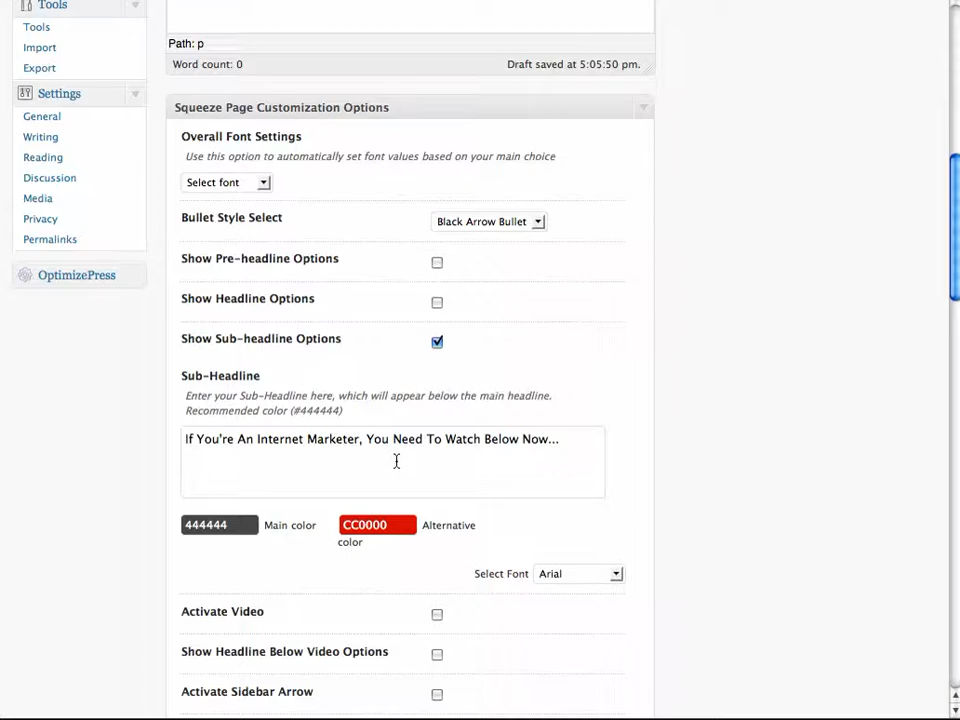 Tools
Tools
Import
Export
Settings
General
Writing
Reading
Discussion
Media
Privacy
Permalinks
OptimizePress
Path: p
Word count: 0
Draft saved at 5:05:50 pm.
Squeeze Page Customization Options
Overall Font Settings
Use this option to automatically set font values based on your main choice
Select font
Bullet Style Select
Black Arrow Bullet
Show Pre-headline Options
Show Headline Options
Show Sub-headline Options
Sub-Headline
Enter your Sub-Headline here, which will appear below the main headline.
Recommended color (#444444)
If You're An Internet Marketer, You Need To Watch Below Now...
444444 Main color
CC0000 Alternative
color
Select Font Arial
Activate Video
Show Headline Below Video Options
Activate Sidebar Arrow